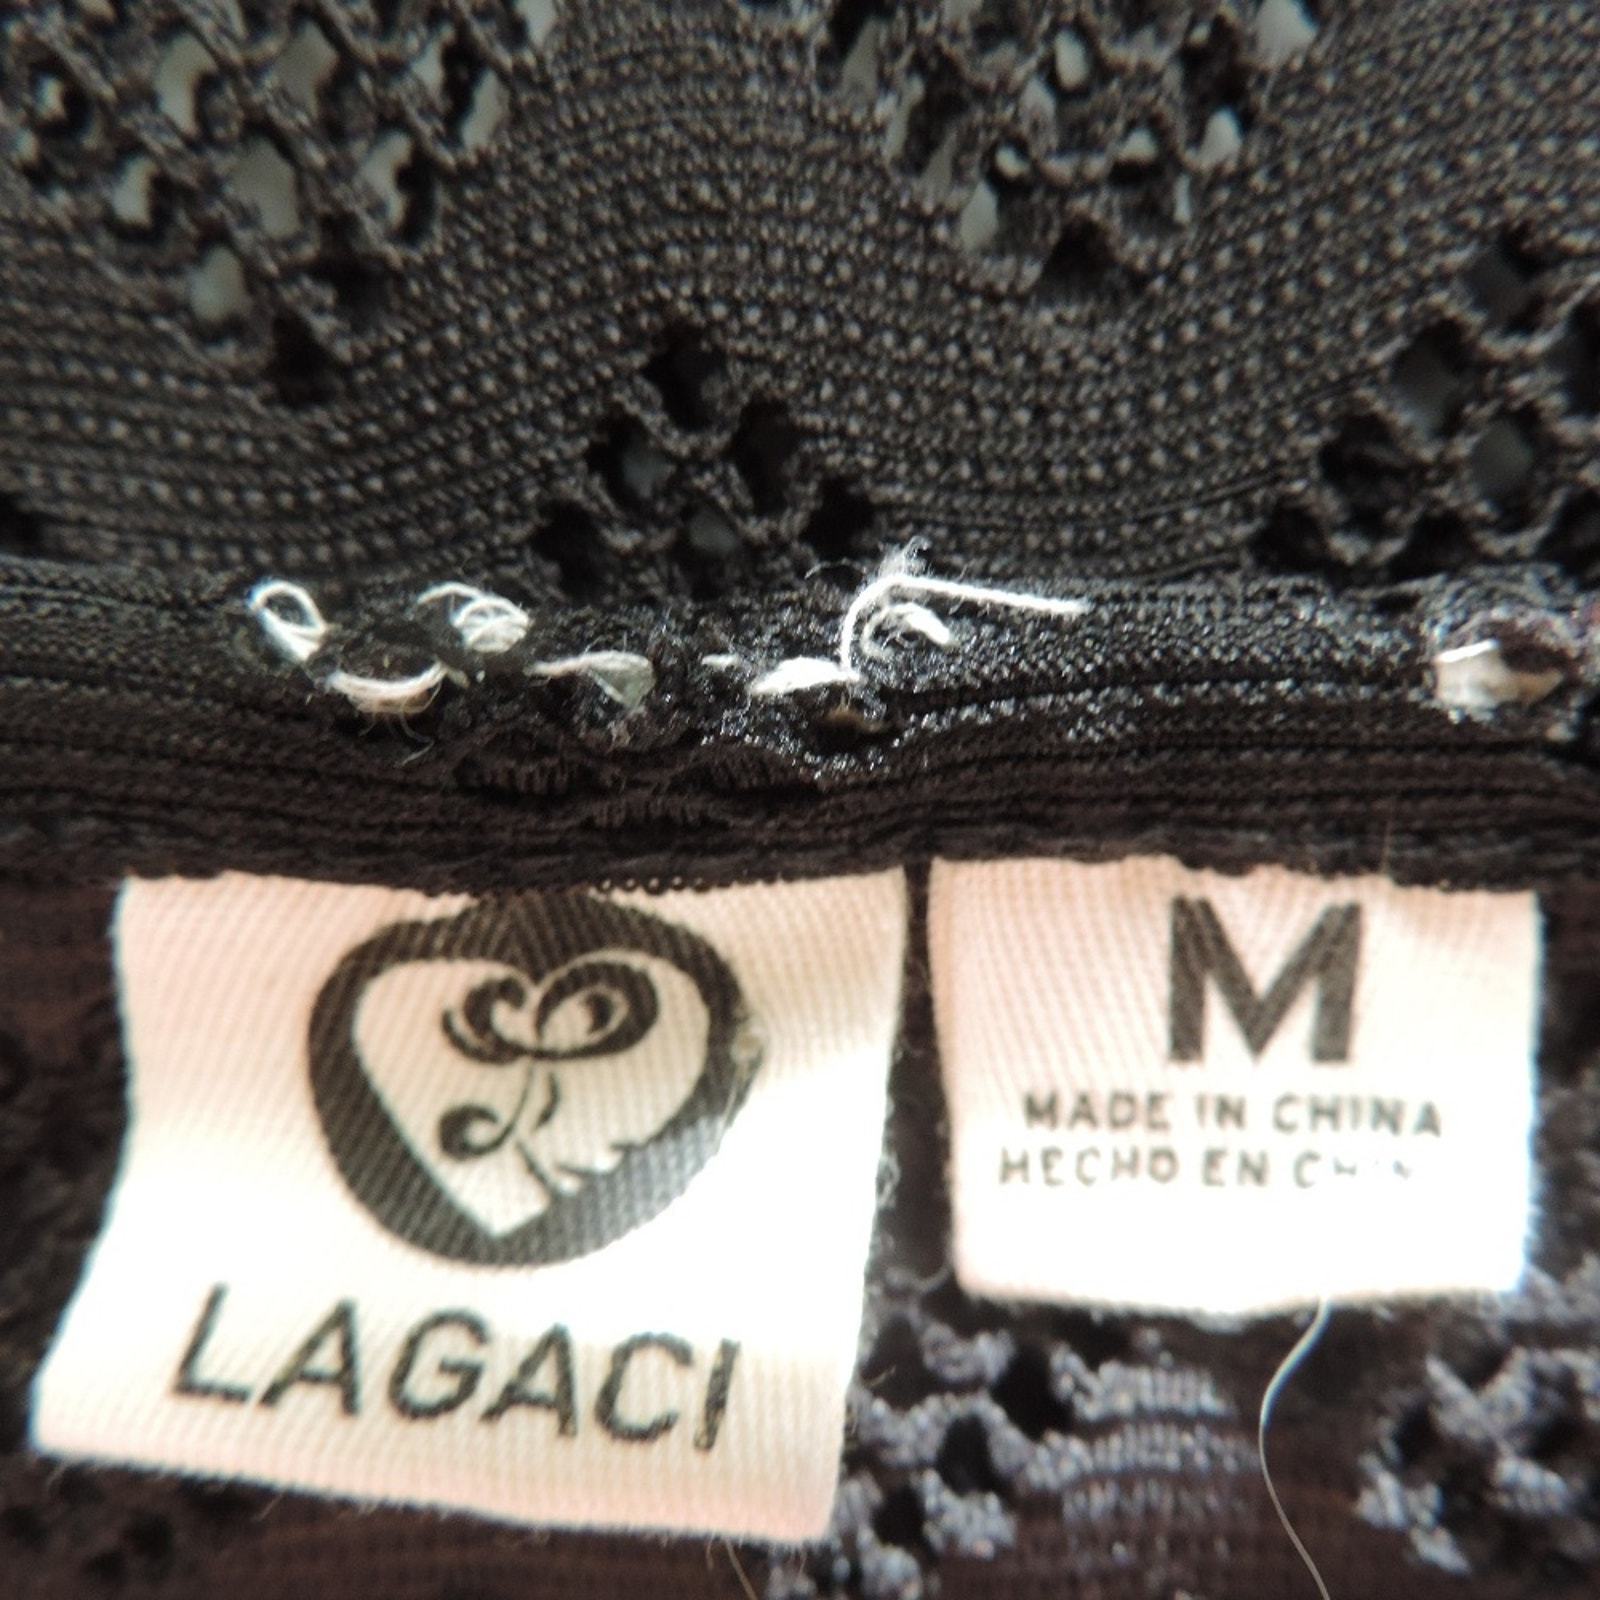 LAGACI
M
MADE IN CHINA
HECHO EN